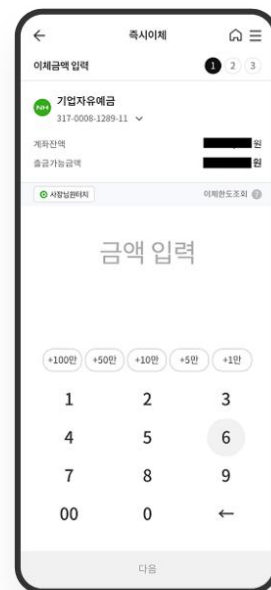 즉시이체
이체금액 입력 1 2 3
NH 기업자유예금
317-0008-1289-11
계좌잔액 원
출금가능금액 원
사장님원터치 이체한도조회 ?
금액 입력
+100만 +50만 +10만 +5만 +1만
1 2 3
4 5 6
7 8 9
00 0 ←
다음